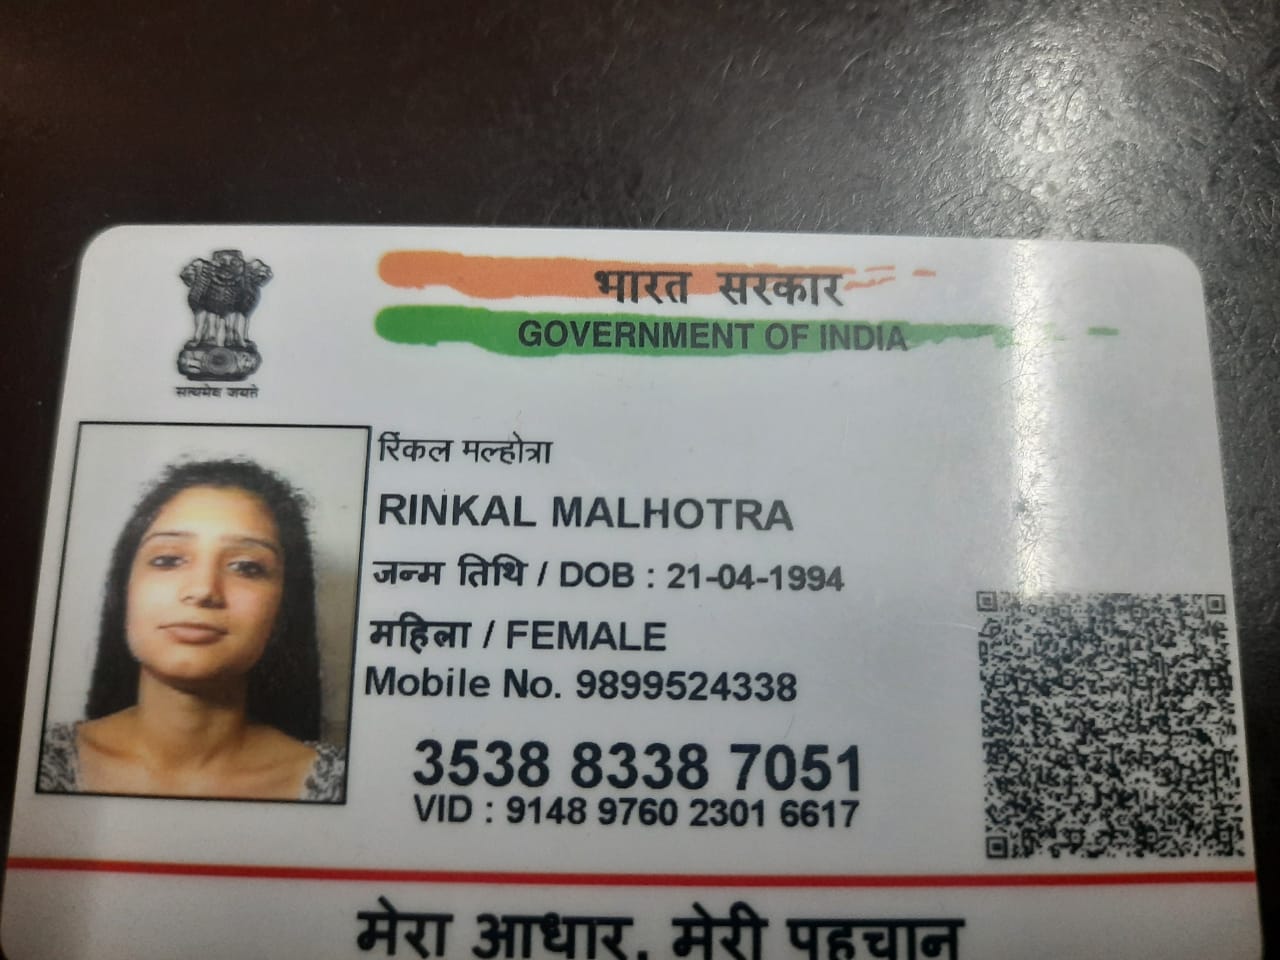 सत्यमेव जयते
भारत सरकार
GOVERNMENT OF INDIA
रिंकल मल्होत्रा
RINKAL MALHOTRA
जन्म तिथि / DOB : 21-04-1994
महिला / FEMALE
Mobile No. 9899524338
3538 8338 7051
VID : 9148 9760 2301 6617
मेरा आधार, मेरी पहचान